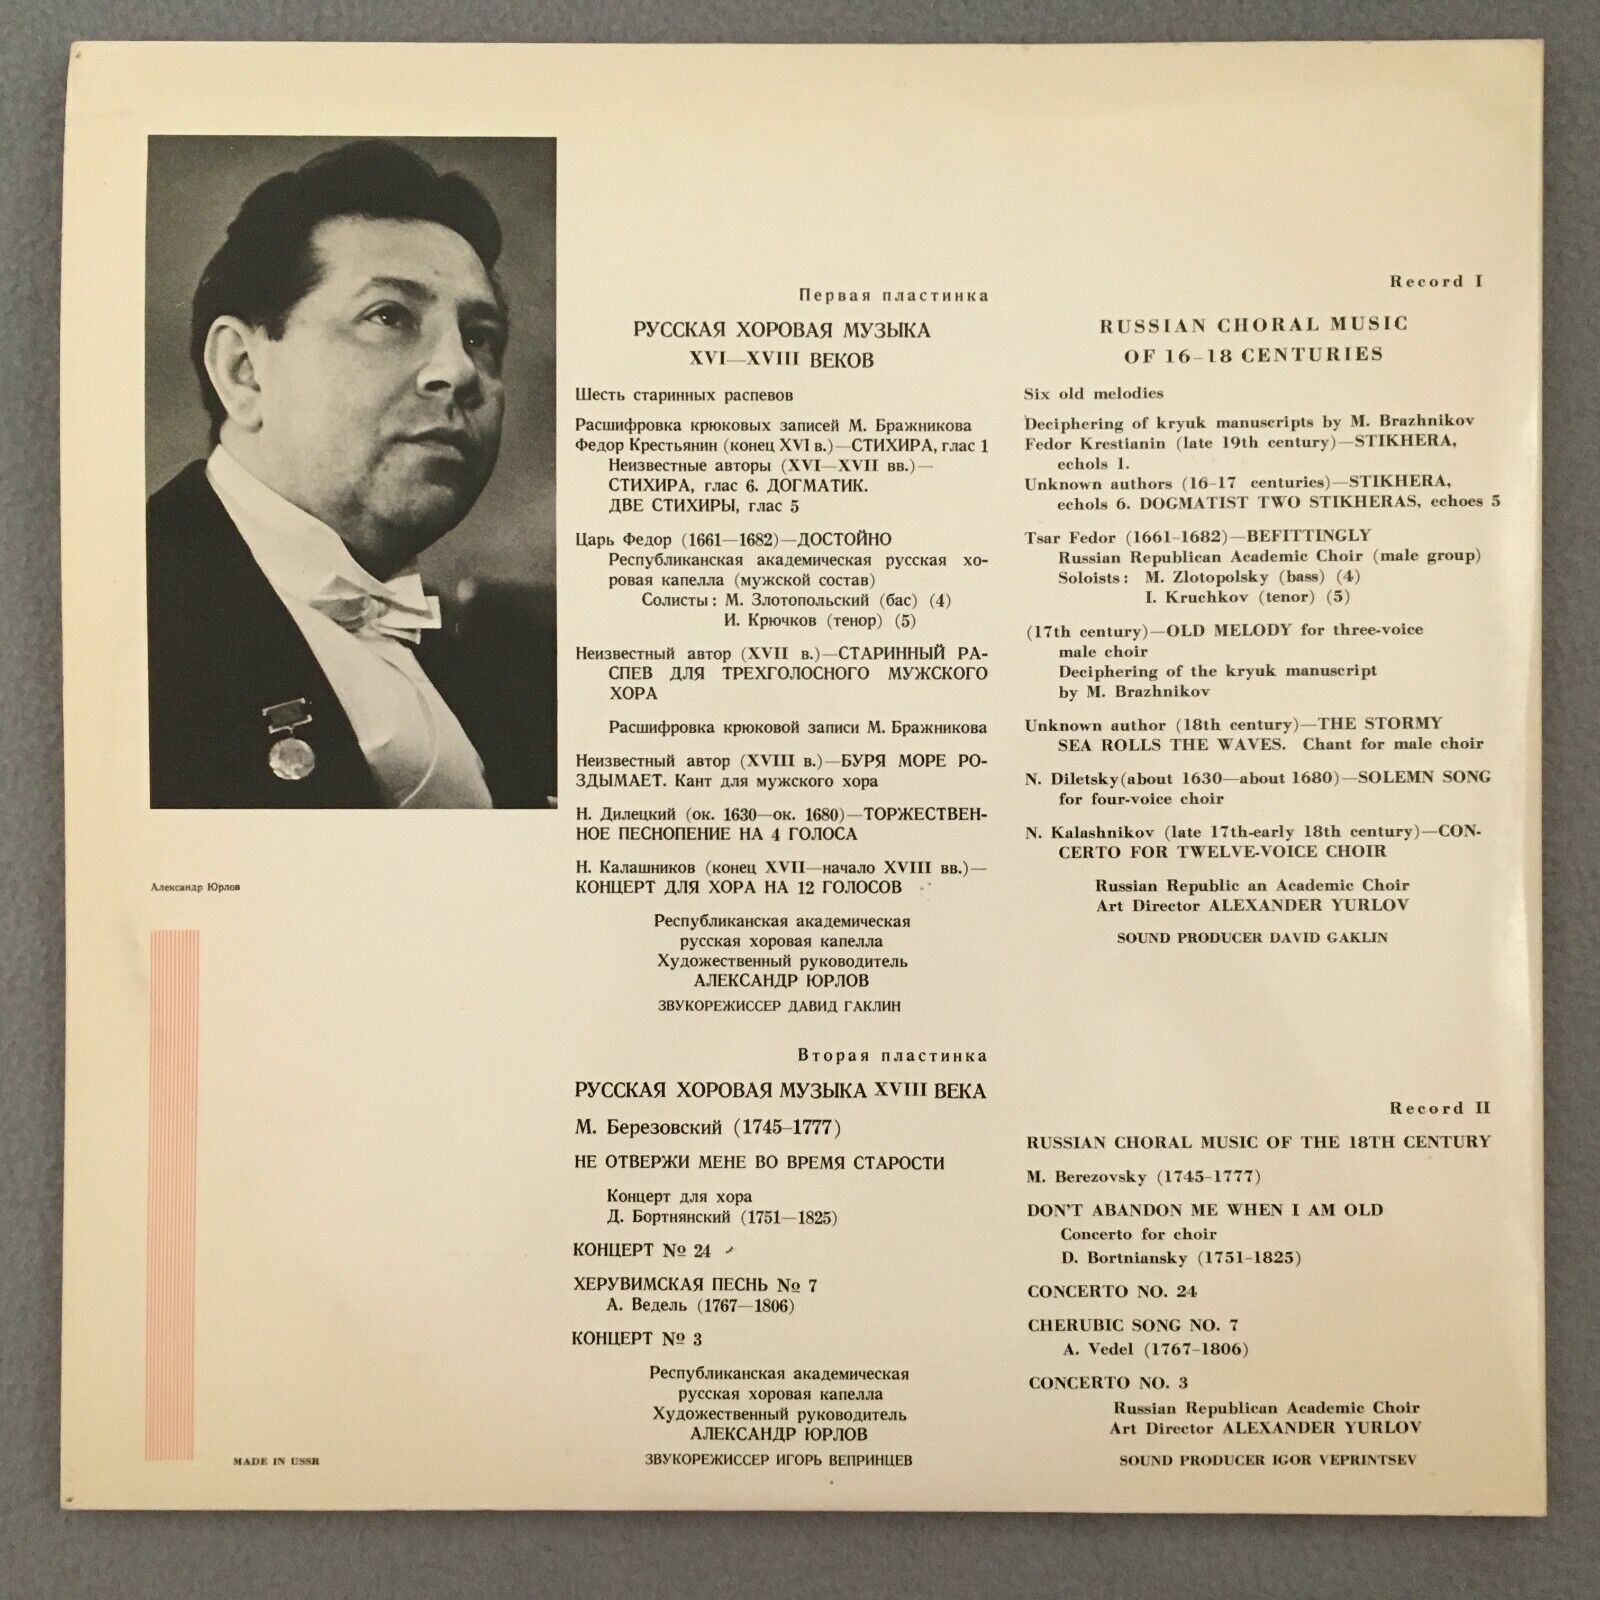 Александр Юрлов
MADE IN USSR
Первая пластинка
РУССКАЯ ХОРОВАЯ МУЗЫКА
XVI—XVIII ВЕКОВ
Шесть старинных распевов
Расшифровка крюковых записей М. Бражникова
Федор Крестьянин (конец XVI в.)—СТИХИРА, глас 1
Неизвестные авторы (XVI—XVII вв.)—
СТИХИРА, глас 6. ДОГМАТИК.
ДВЕ СТИХИРЫ, глас 5
Царь Федор (1661—1682)—ДОСТОЙНО
Республиканская академическая русская хо-
ровая капелла (мужской состав)
Солисты: М. Злотопольский (бас) (4)
И. Крючков (тенор) (5)
Неизвестный автор (XVII в.)—СТАРИННЫЙ РА-
СПЕВ ДЛЯ ТРЕХГОЛОСНОГО МУЖСКОГО
ХОРА
Расшифровка крюковой записи М. Бражникова
Неизвестный автор (XVIII в.)—БУРЯ МОРЕ РО-
ЗДЫМАЕТ. Кант для мужского хора
Н. Дилецкий (ок. 1630—ок. 1680)—ТОРЖЕСТВЕН-
НОЕ ПЕСНОПЕНИЕ НА 4 ГОЛОСА
Н. Калашников (конец XVII—начало XVIII вв.)—
КОНЦЕРТ ДЛЯ ХОРА НА 12 ГОЛОСОВ
Республиканская академическая
русская хоровая капелла
Художественный руководитель
АЛЕКСАНДР ЮРЛОВ
ЗВУКОРЕЖИССЕР ДАВИД ГАКЛИН
Вторая пластинка
РУССКАЯ ХОРОВАЯ МУЗЫКА XVIII ВЕКА
М. Березовский (1745–1777)
НЕ ОТВЕРЖИ МЕНЕ ВО ВРЕМЯ СТАРОСТИ
Концерт для хора
Д. Бортнянский (1751—1825)
КОНЦЕРТ № 24
ХЕРУВИМСКАЯ ПЕСНЬ № 7
А. Ведель (1767—1806)
КОНЦЕРТ № 3
Республиканская академическая
русская хоровая капелла
Художественный руководитель
АЛЕКСАНДР ЮРЛОВ
ЗВУКОРЕЖИССЕР ИГОРЬ ВЕПРИНЦЕВ
Record I
RUSSIAN CHORAL MUSIC
OF 16–18 CENTURIES
Six old melodies
Deciphering of kryuk manuscripts by M. Brazhnikov
Fedor Krestianin (late 19th century)—STIKHERA,
echols 1.
Unknown authors (16–17 centuries)—STIKHERA,
echols 6. DOGMATIST TWO STIKHERAS, echoes 5
Tsar Fedor (1661–1682)—BEFITTINGLY
Russian Republican Academic Choir (male group)
Soloists: M. Zlotopolsky (bass) (4)
I. Kruchkov (tenor) (5)
(17th century)—OLD MELODY for three-voice
male choir
Deciphering of the kryuk manuscript
by M. Brazhnikov
Unknown author (18th century)—THE STORMY
SEA ROLLS THE WAVES. Chant for male choir
N. Diletsky(about 1630—about 1680)—SOLEMN SONG
for four-voice choir
N. Kalashnikov (late 17th-early 18th century)—CON-
CERTO FOR TWELVE-VOICE CHOIR
Russian Republic an Academic Choir
Art Director ALEXANDER YURLOV
SOUND PRODUCER DAVID GAKLIN
Record II
RUSSIAN CHORAL MUSIC OF THE 18TH CENTURY
M. Berezovsky (1745–1777)
DON'T ABANDON ME WHEN I AM OLD
Concerto for choir
D. Bortniansky (1751–1825)
CONCERTO NO. 24
CHERUBIC SONG NO. 7
A. Vedel (1767–1806)
CONCERTO NO. 3
Russian Republican Academic Choir
Art Director ALEXANDER YURLOV
SOUND PRODUCER IGOR VEPRINTSEV